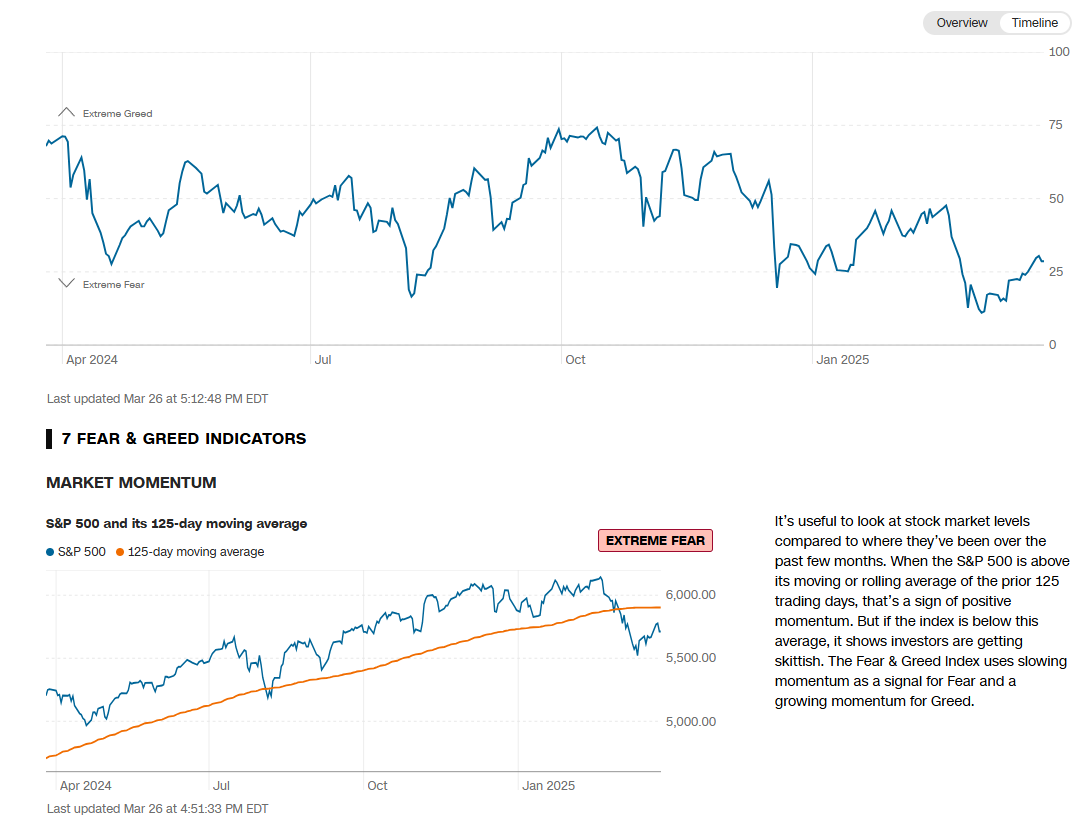 Overview Timeline
100
Extreme Greed
75
50
25
Extreme Fear
0
Apr 2024 Jul Oct Jan 2025
Last updated Mar 26 at 5:12:48 PM EDT
7 FEAR & GREED INDICATORS
MARKET MOMENTUM
S&P 500 and its 125-day moving average
EXTREME FEAR
S&P 500 125-day moving average
6,000.00
5,500.00
5,000.00
Apr 2024 Jul Oct Jan 2025
Last updated Mar 26 at 4:51:33 PM EDT
It's useful to look at stock market levels
compared to where they've been over the
past few months. When the S&P 500 is above
its moving or rolling average of the prior 125
trading days, that's a sign of positive
momentum. But if the index is below this
average, it shows investors are getting
skittish. The Fear & Greed Index uses slowing
momentum as a signal for Fear and a
growing momentum for Greed.